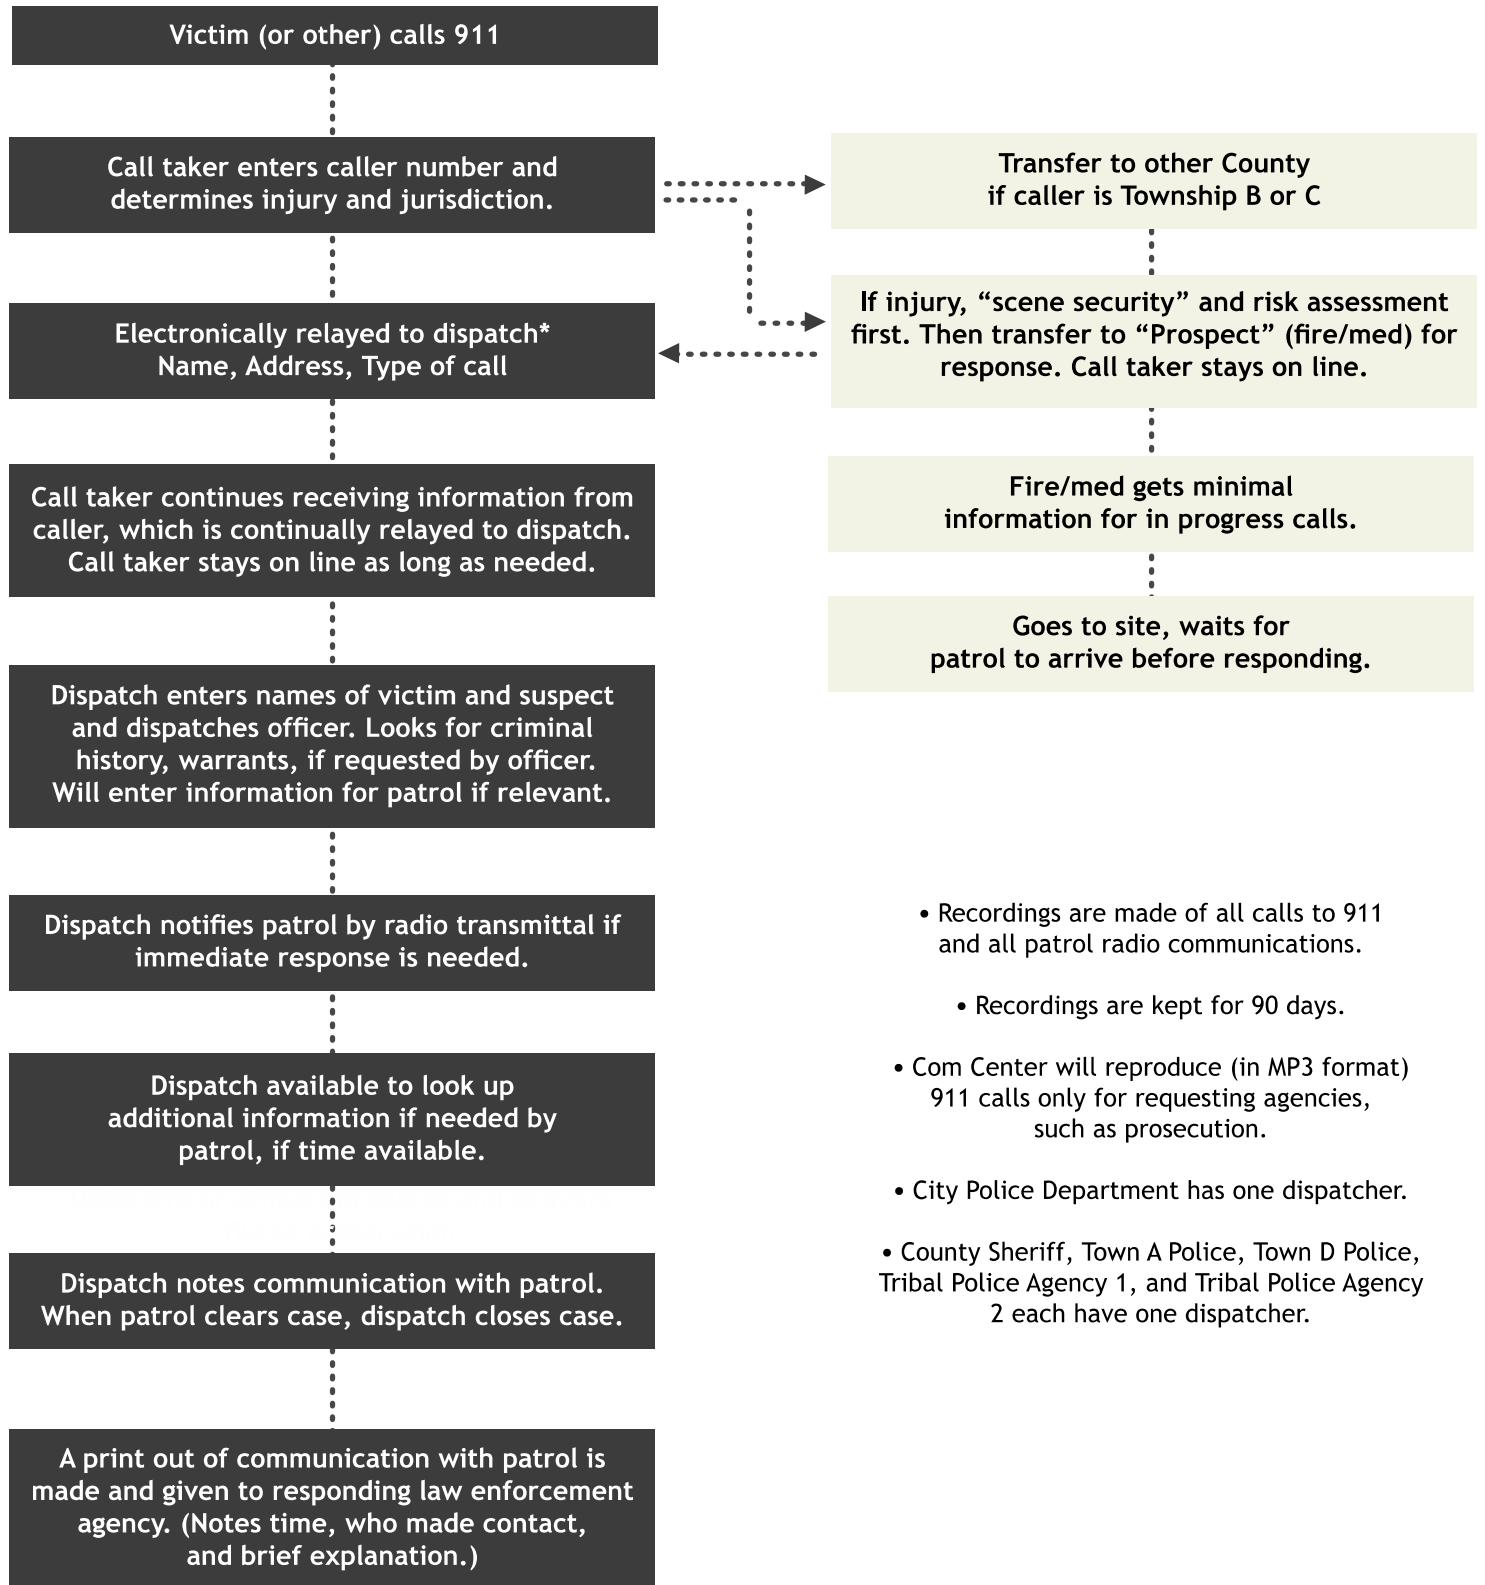 Victim (or other) calls 911
Call taker enters caller number and
determines injury and jurisdiction.
Transfer to other County
if caller is Township B or C
Electronically relayed to dispatch*
Name, Address, Type of call
If injury, “scene security” and risk assessment
first. Then transfer to “Prospect” (fire/med) for
response. Call taker stays on line.
Call taker continues receiving information from
caller, which is continually relayed to dispatch.
Call taker stays on line as long as needed.
Fire/med gets minimal
information for in progress calls.
Goes to site, waits for
patrol to arrive before responding.
Dispatch enters names of victim and suspect
and dispatches officer. Looks for criminal
history, warrants, if requested by officer.
Will enter information for patrol if relevant.
Dispatch notifies patrol by radio transmittal if
immediate response is needed.
Dispatch available to look up
additional information if needed by
patrol, if time available.
Dispatch notes communication with patrol.
When patrol clears case, dispatch closes case.
A print out of communication with patrol is
made and given to responding law enforcement
agency. (Notes time, who made contact,
and brief explanation.)
• Recordings are made of all calls to 911
and all patrol radio communications.
• Recordings are kept for 90 days.
• Com Center will reproduce (in MP3 format)
911 calls only for requesting agencies,
such as prosecution.
• City Police Department has one dispatcher.
• County Sheriff, Town A Police, Town D Police,
Tribal Police Agency 1, and Tribal Police Agency
2 each have one dispatcher.